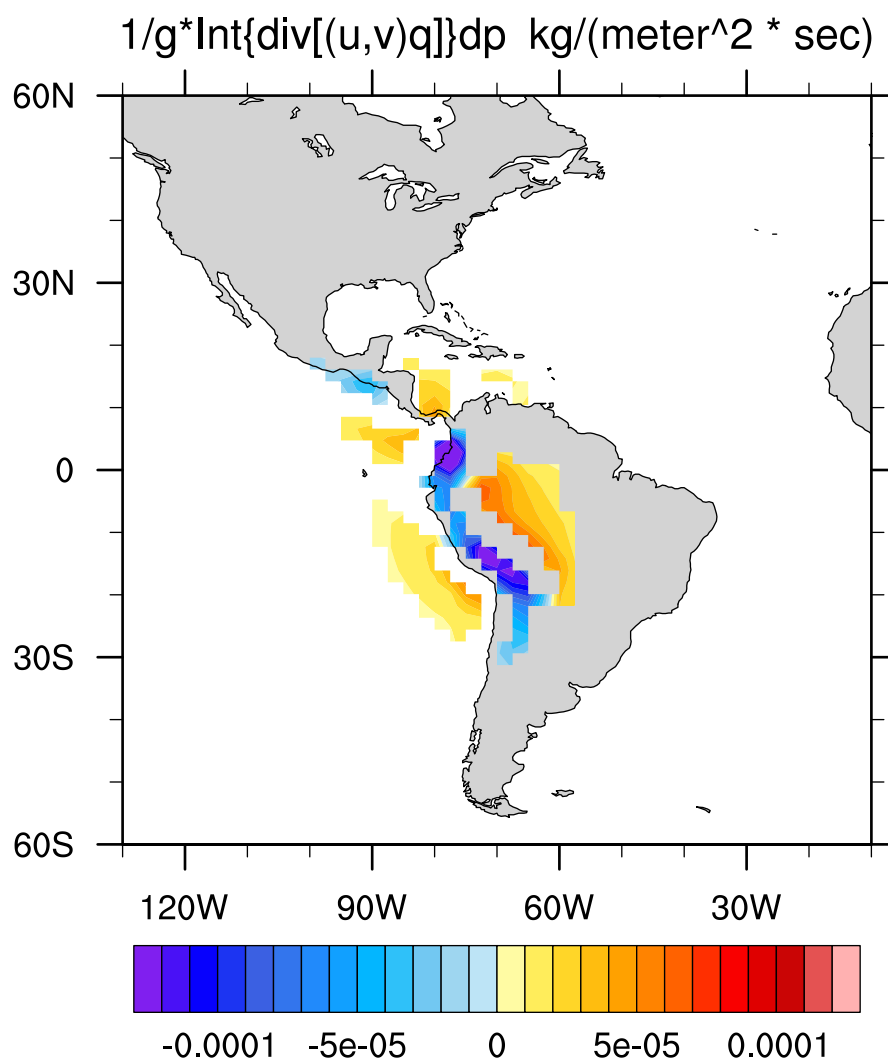 1/g*Int{div[(u,v)q]}dp kg/(meter^2 * sec)
60N
30N
0
30S
60S
120W 90W 60W 30W
-0.0001 -5e-05 0 5e-05 0.0001